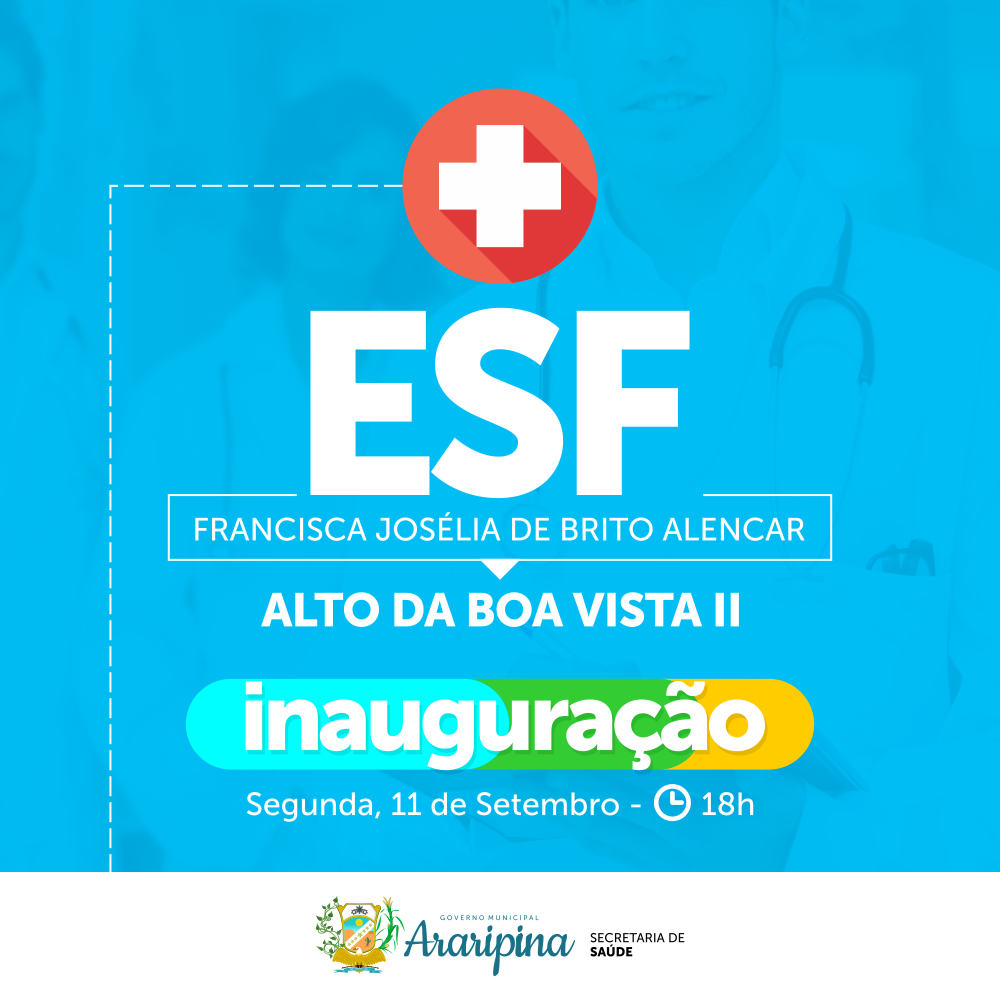 ESF
FRANCISCA JOSÉLIA DE BRITO ALENCAR
ALTO DA BOA VISTA II
inauguração
Segunda, 11 de Setembro - 18h
GOVERNO MUNICIPAL
Araripina
SECRETARIA DE
SAÚDE